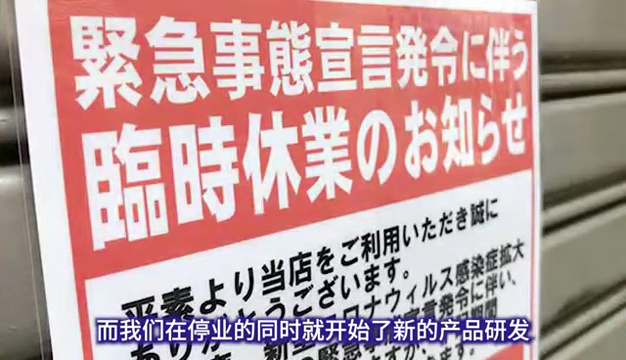 緊急事態宣言発令に伴う
臨時休業のお知らせ
平素より当店をご利用いただき誠に
ありがとうございます。
コロナウィルス感染症拡大
宣言発令に伴い、
而我们在停业的同时就开始了新的产品研发